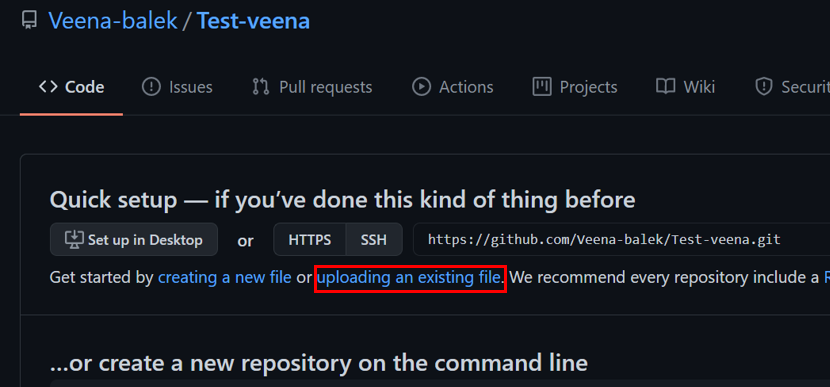 Veena-balek / Test-veena
Code Issues Pull requests Actions Projects Wiki
Quick setup — if you’ve done this kind of thing before
Set up in Desktop or HTTPS SSH https://github.com/Veena-balek/Test-veena.git
Get started by creating a new file or uploading an existing file. We recommend every repository include a
...or create a new repository on the command line